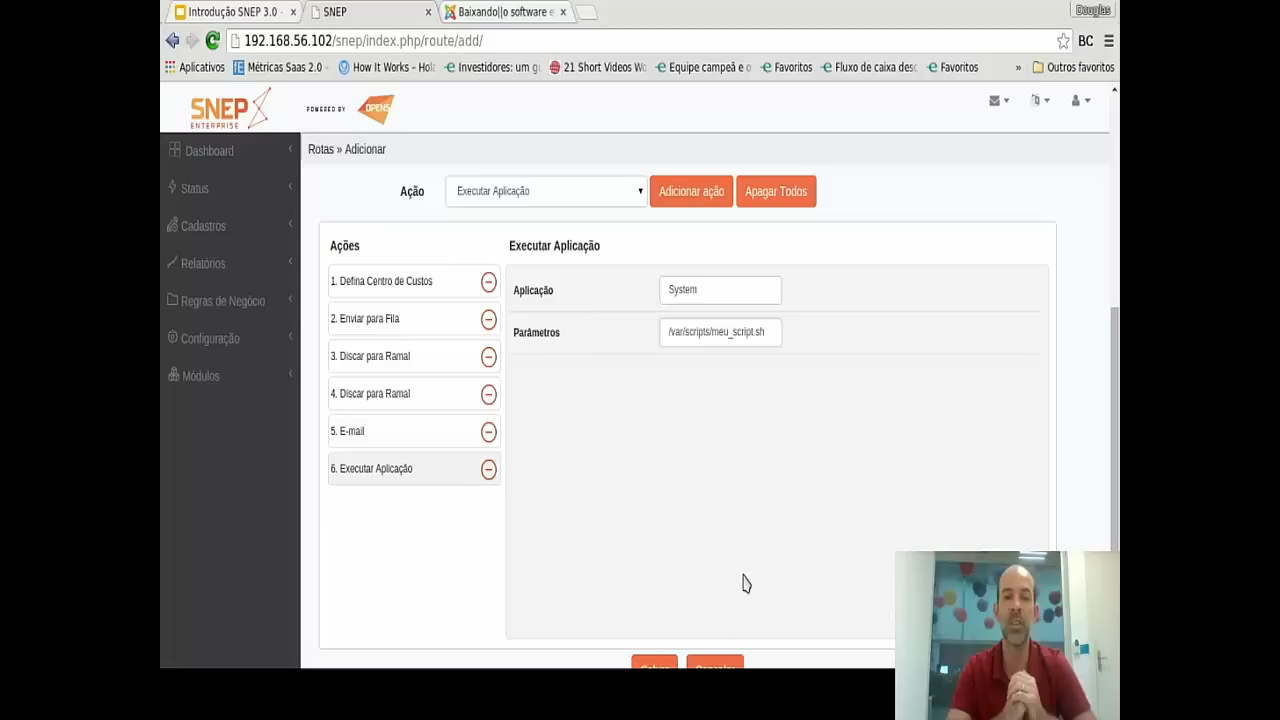 Introdução SNEP 3.0 -
SNEP
Baixando||o software e
Douglas
192.168.56.102/snep/index.php/route/add/
BC
Aplicativos
Métricas Saas 2.0 -
How It Works – Hol
Investidores: um g
21 Short Videos W
Equipe campeã e o
Favoritos
Fluxo de caixa des
Favoritos
»
Outros favoritos
SNEP
ENTERPRISE
POWERED BY
OPENS
Dashboard
Status
Cadastros
Relatórios
Regras de Negócio
Configuração
Módulos
Rotas » Adicionar
Ação
Executar Aplicação
Adicionar ação
Apagar Todos
Ações
1. Defina Centro de Custos
2. Enviar para Fila
3. Discar para Ramal
4. Discar para Ramal
5. E-mail
6. Executar Aplicação
Executar Aplicação
Aplicação
System
Parâmetros
/var/scripts/meu_script.sh